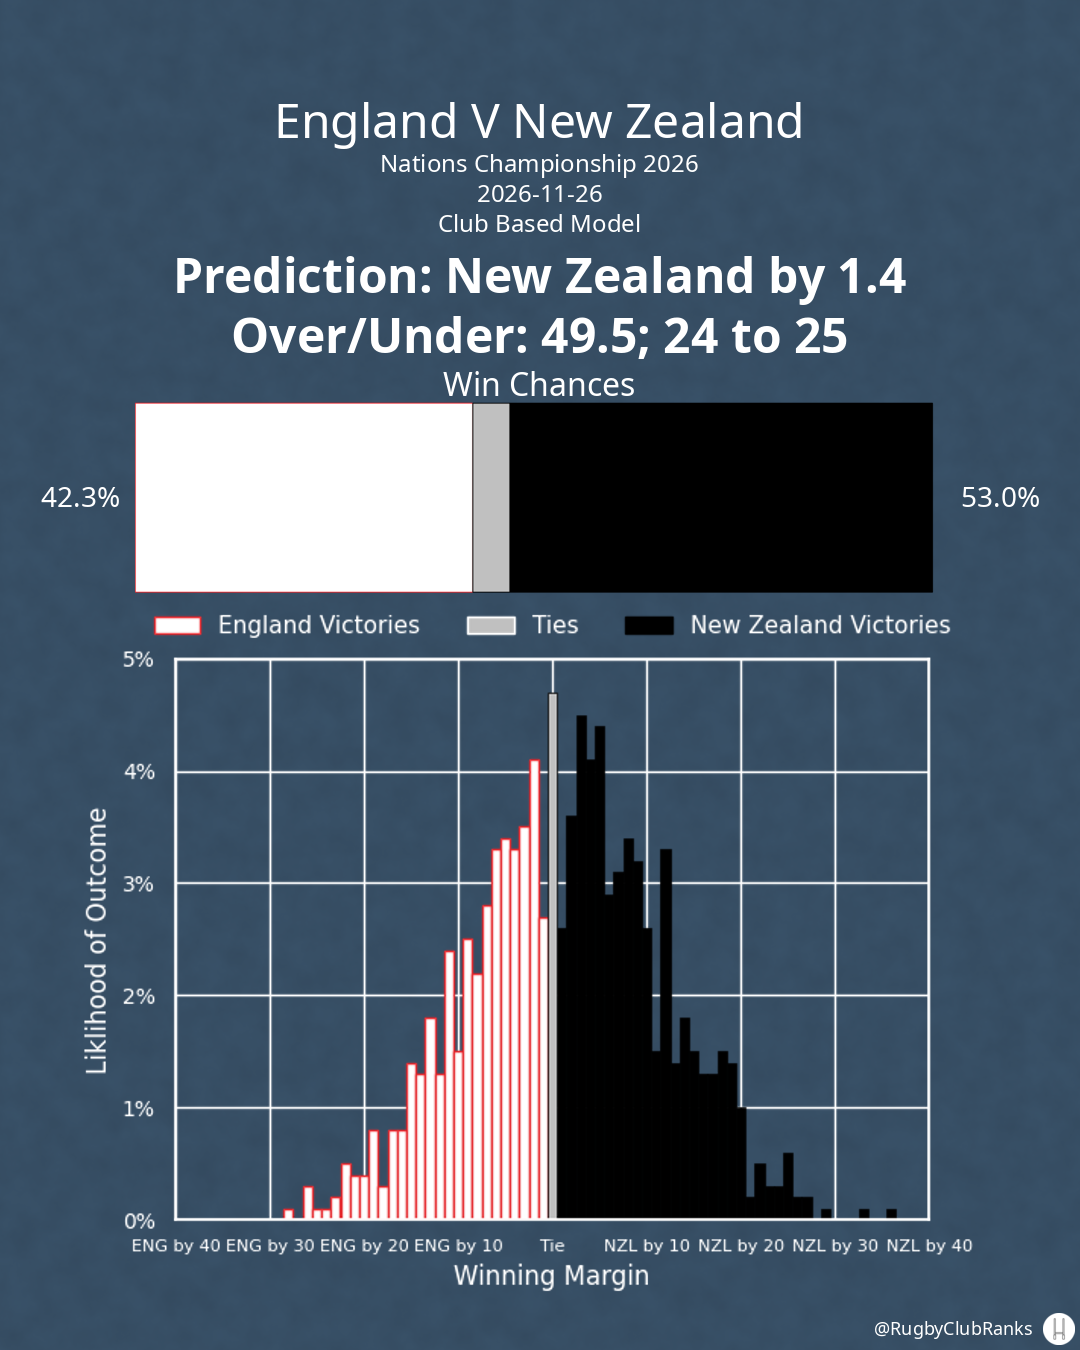 England V New Zealand
Nations Championship 2026
2026-11-26
Club Based Model
Prediction: New Zealand by 1.4
Over/Under: 49.5; 24 to 25
Win Chances
42.3%
53.0%
England Victories
Ties
New Zealand Victories
5%
4%
3%
2%
1%
0%
Liklihood of Outcome
ENG by 40 ENG by 30 ENG by 20 ENG by 10 Tie NZL by 10 NZL by 20 NZL by 30 NZL by 40
Winning Margin
@RugbyClubRanks